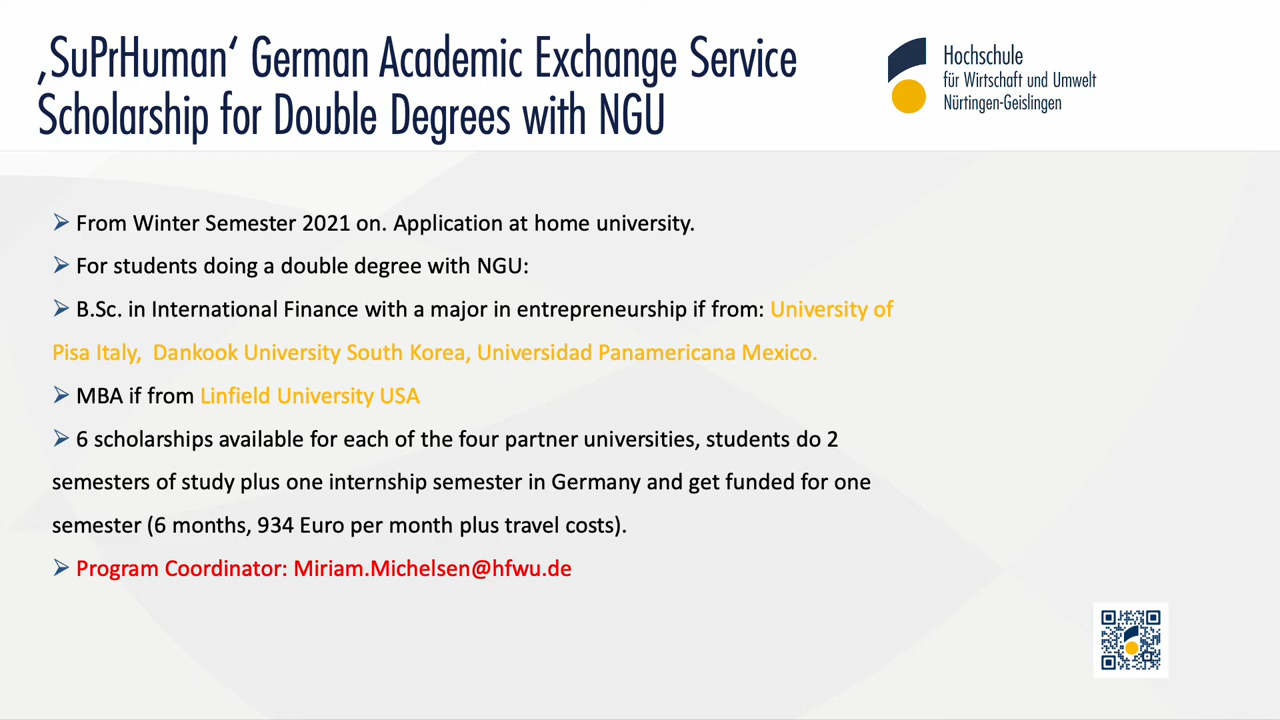 ‚SuPrHuman‘ German Academic Exchange Service
Scholarship for Double Degrees with NGU
Hochschule
für Wirtschaft und Umwelt
Nürtingen-Geislingen
➢ From Winter Semester 2021 on. Application at home university.
➢ For students doing a double degree with NGU:
➢ B.Sc. in International Finance with a major in entrepreneurship if from: University of
Pisa Italy,  Dankook University South Korea, Universidad Panamericana Mexico.
➢ MBA if from Linfield University USA
➢ 6 scholarships available for each of the four partner universities, students do 2
semesters of study plus one internship semester in Germany and get funded for one
semester (6 months, 934 Euro per month plus travel costs).
➢ Program Coordinator: Miriam.Michelsen@hfwu.de